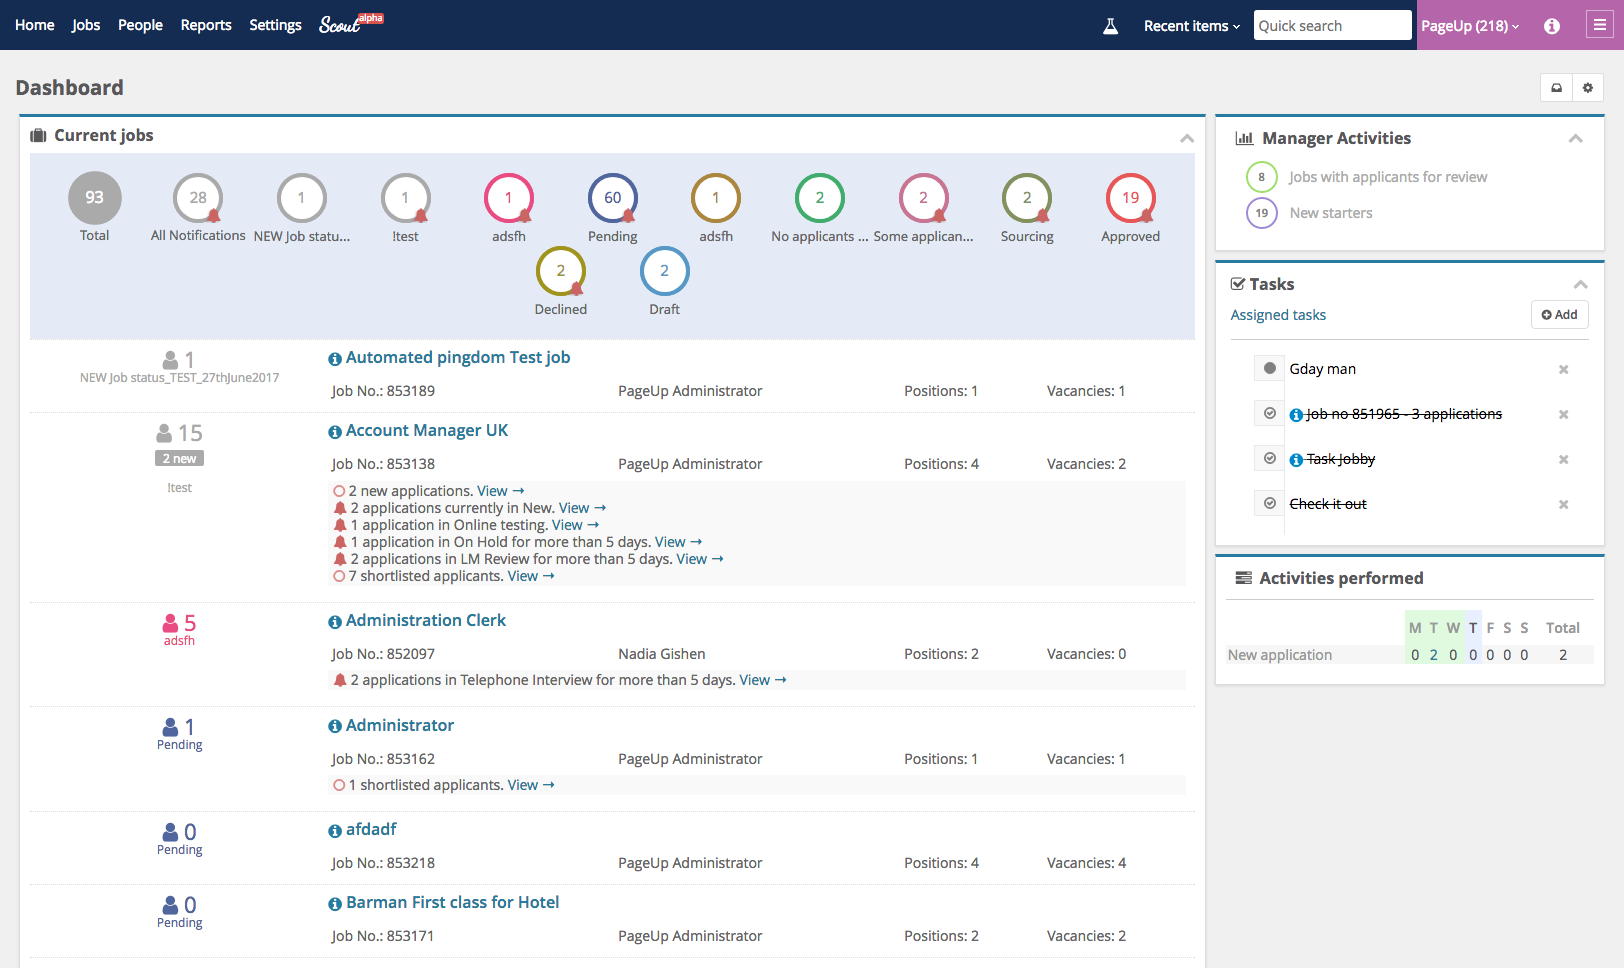 Home Jobs People Reports Settings Scout alpha Recent items Quick search PageUp (218)
Dashboard
Current jobs
93 28 1 1 1 60 1 2 2 2 19
Total All Notifications NEW Job statu... !test adsfh Pending adsfh No applicants ... Some applican... Sourcing Approved
2 2
Declined Draft
1 Automated pingdom Test job
NEW Job status_TEST_27thJune2017
Job No.: 853189 PageUp Administrator Positions: 1 Vacancies: 1
15 Account Manager UK
2 new
!test
Job No.: 853138 PageUp Administrator Positions: 4 Vacancies: 2
2 new applications. View →
2 applications currently in New. View →
1 application in Online testing. View →
1 application in On Hold for more than 5 days. View →
2 applications in LM Review for more than 5 days. View →
7 shortlisted applicants. View →
5 Administration Clerk
adsfh
Job No.: 852097 Nadia Gishen Positions: 2 Vacancies: 0
2 applications in Telephone Interview for more than 5 days. View →
1 Administrator
Pending
Job No.: 853162 PageUp Administrator Positions: 1 Vacancies: 1
1 shortlisted applicants. View →
0 afdadf
Pending
Job No.: 853218 PageUp Administrator Positions: 4 Vacancies: 4
0 Barman First class for Hotel
Pending
Job No.: 853171 PageUp Administrator Positions: 2 Vacancies: 2
Manager Activities
8 Jobs with applicants for review
19 New starters
Tasks
Assigned tasks Add
Gday man
Job no 851965 - 3 applications
Task Jobby
Check it out
Activities performed
M T W T F S S Total
New application 0 2 0 0 0 0 0 2